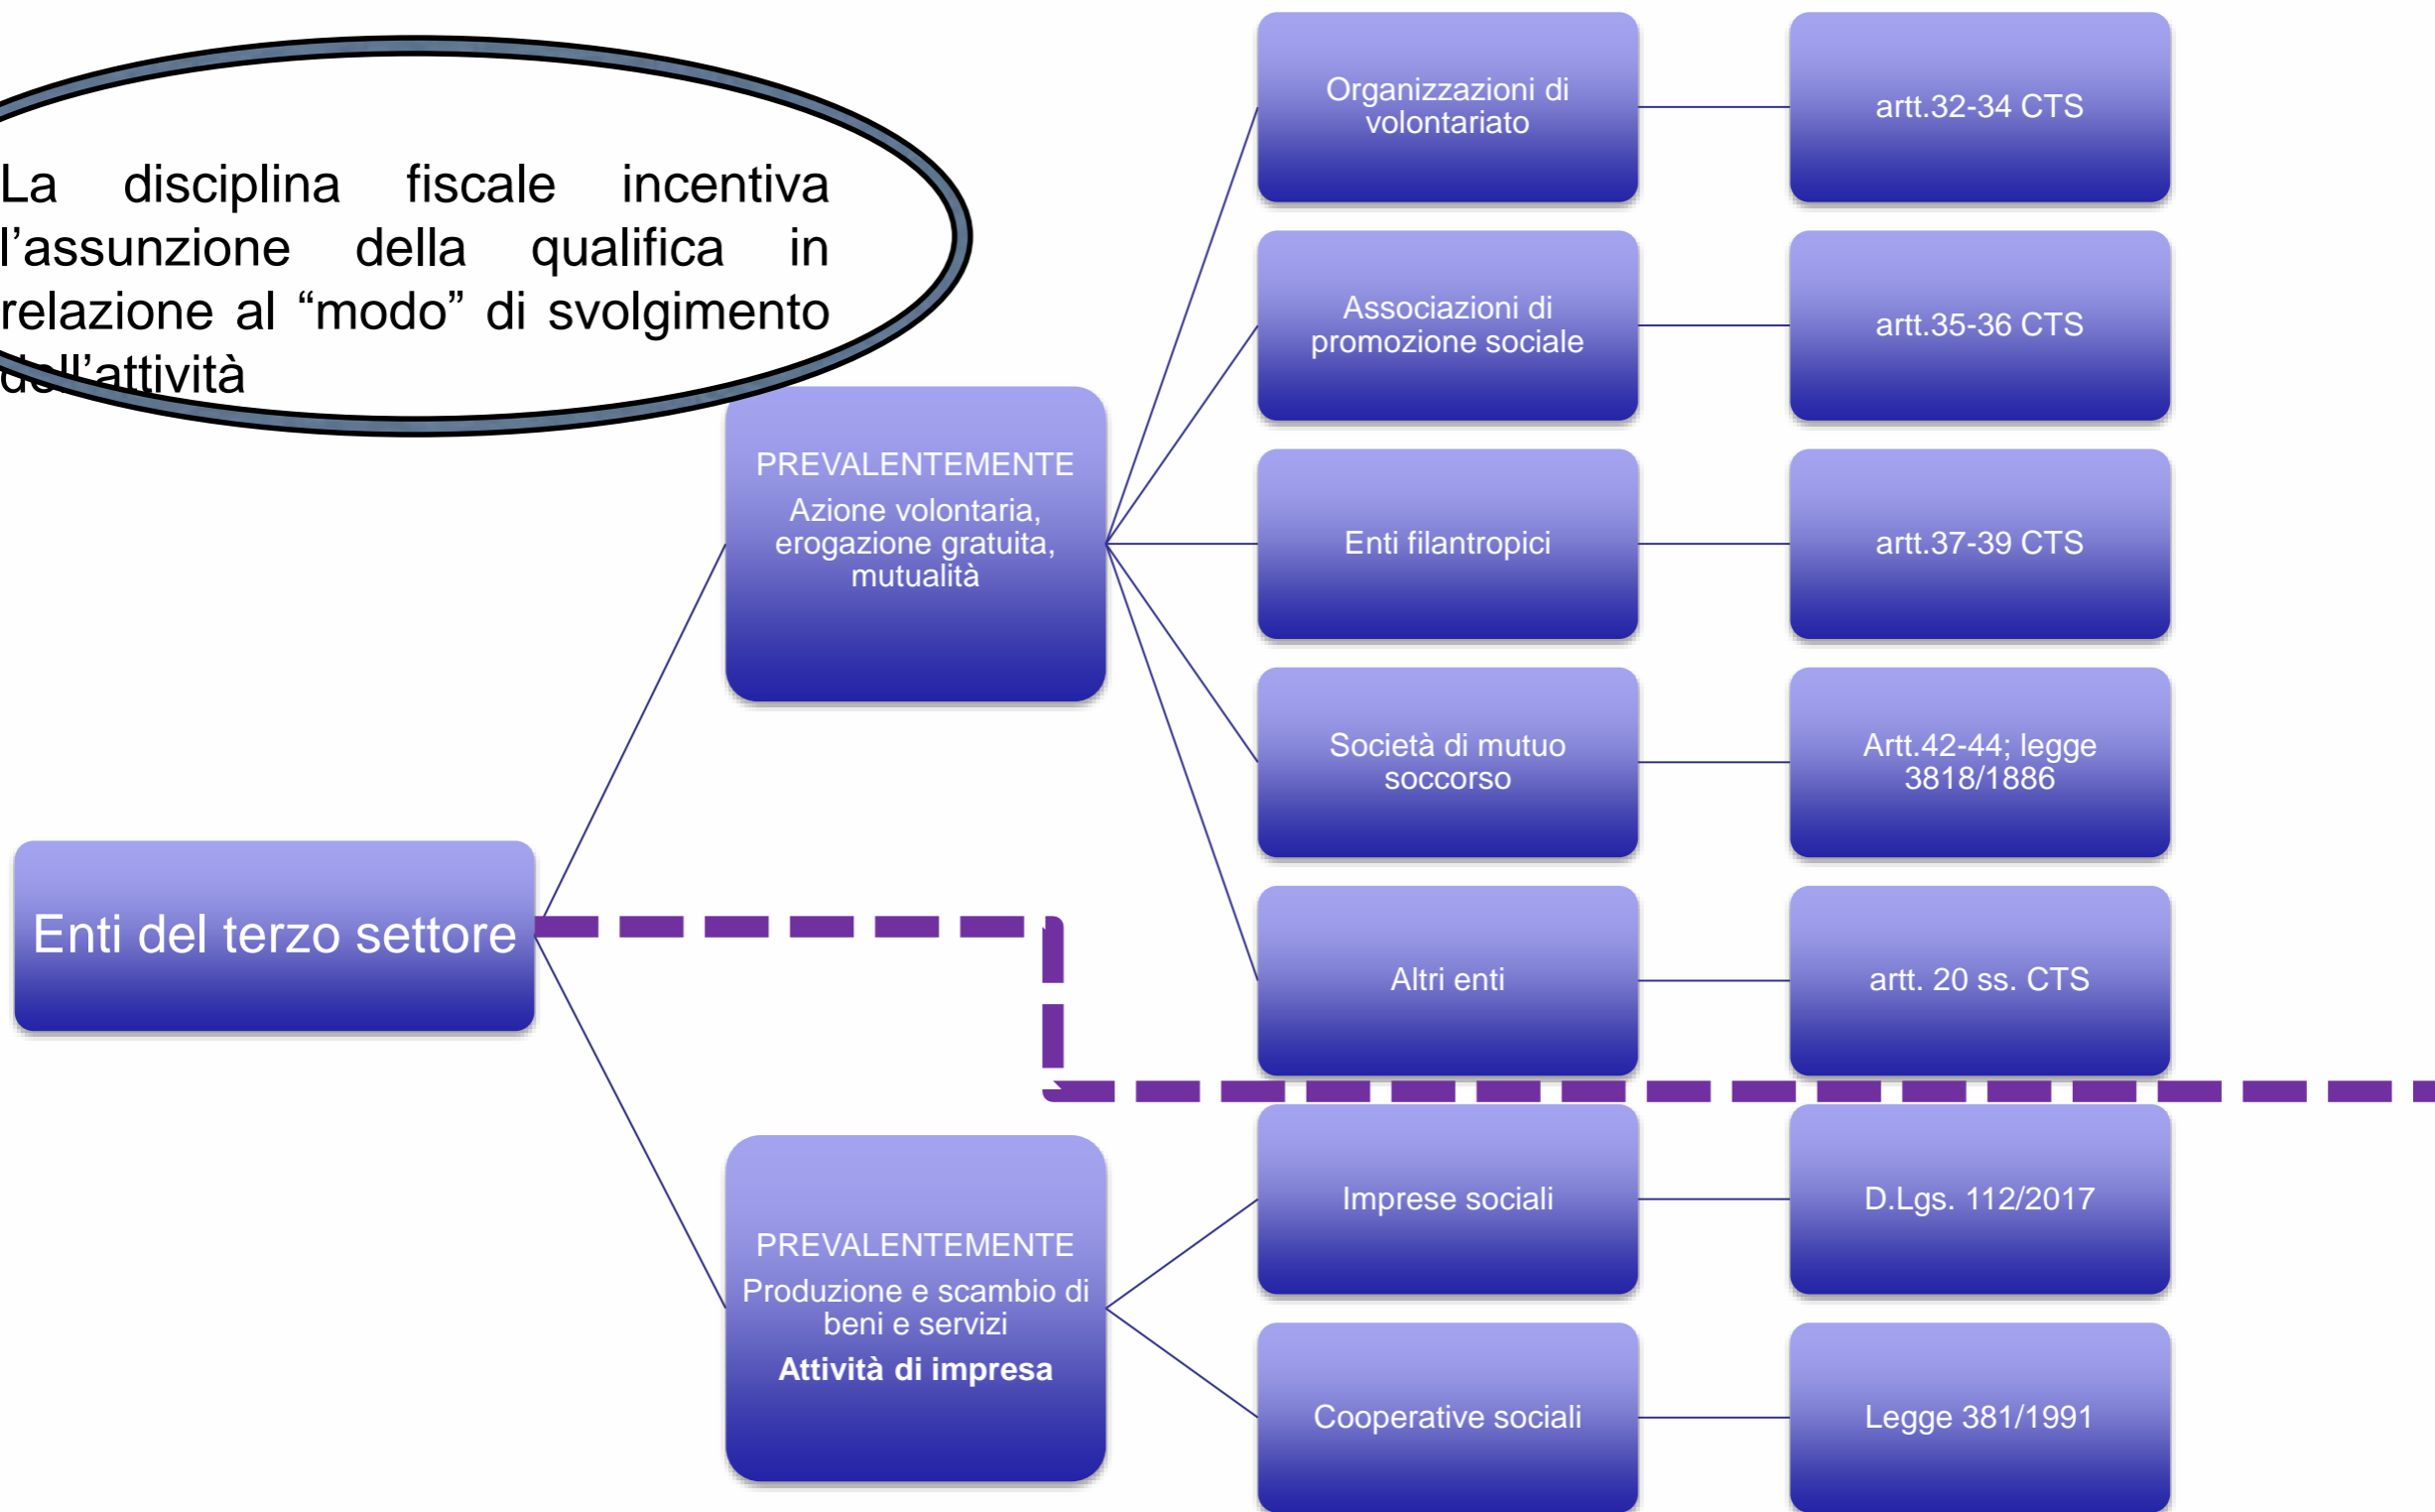 La disciplina fiscale incentiva
l’assunzione della qualifica in
relazione al “modo” di svolgimento
dell’attività
Enti del terzo settore
PREVALENTEMENTE
Azione volontaria,
erogazione gratuita,
mutualità
Organizzazioni di
volontariato
artt.32-34 CTS
Associazioni di
promozione sociale
artt.35-36 CTS
Enti filantropici
artt.37-39 CTS
Società di mutuo
soccorso
Artt.42-44; legge
3818/1886
Altri enti
artt. 20 ss. CTS
PREVALENTEMENTE
Produzione e scambio di
beni e servizi
Attività di impresa
Imprese sociali
D.Lgs. 112/2017
Cooperative sociali
Legge 381/1991